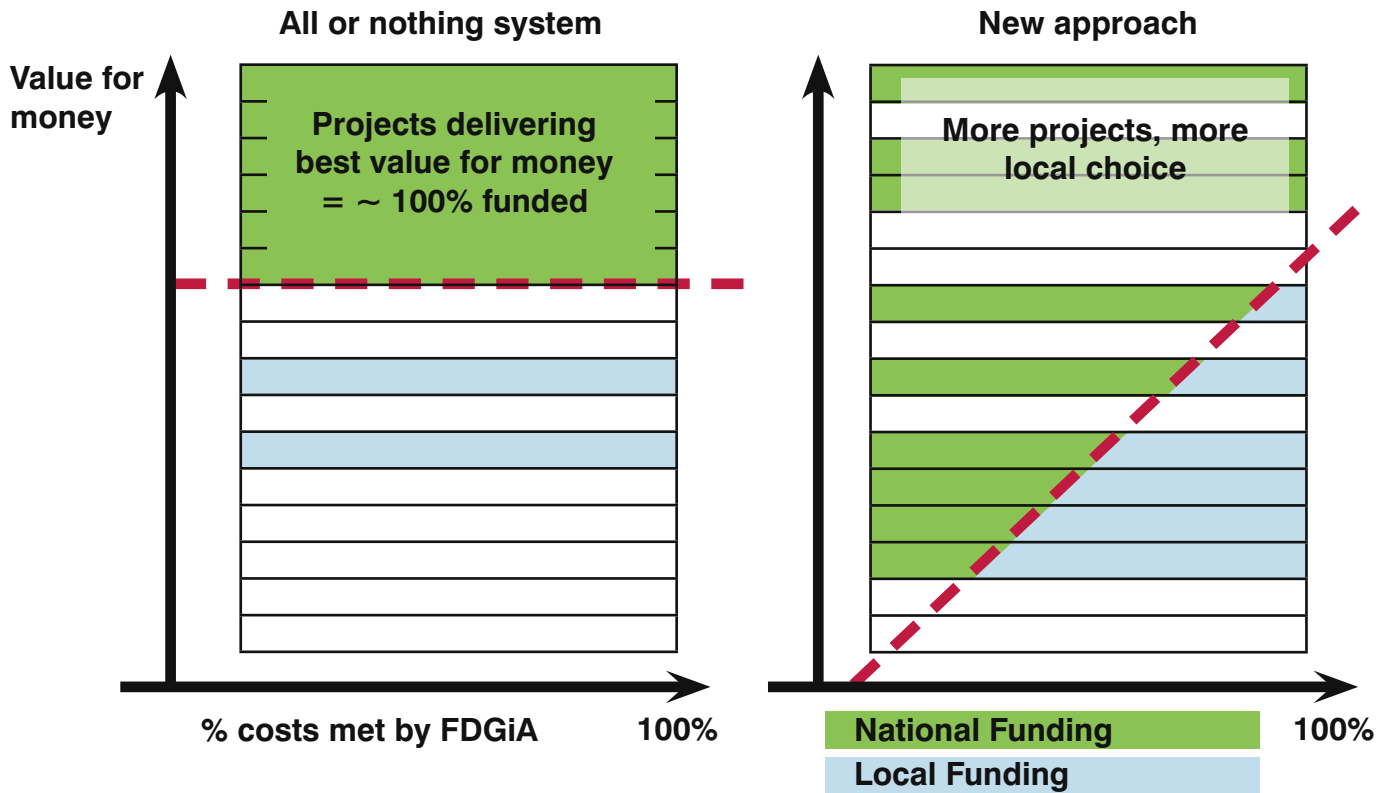 All or nothing system
New approach
Value for
money
Projects delivering
best value for money
= ~ 100% funded
More projects, more
local choice
% costs met by FDGiA
100%
National Funding
100%
Local Funding